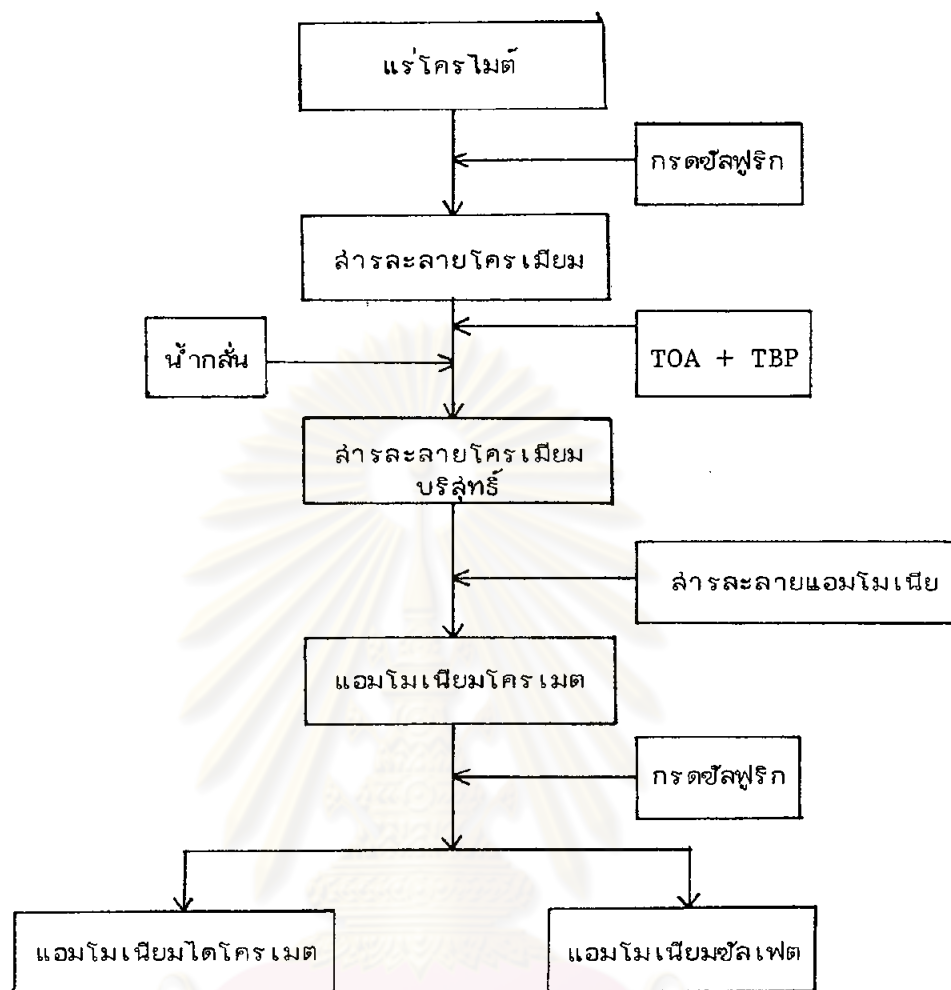 แร่โครไมต์
กรดซัลฟูริก
สารละลายโครเมียม
น้ำกลั่น
TOA + TBP
สารละลายโครเมียม
บริสุทธิ์
สารละลายแอมโมเนีย
แอมโมเนียมโครเมต
กรดซัลฟูริก
แอมโมเนียมไดโครเมต
แอมโมเนียมซัลเฟต